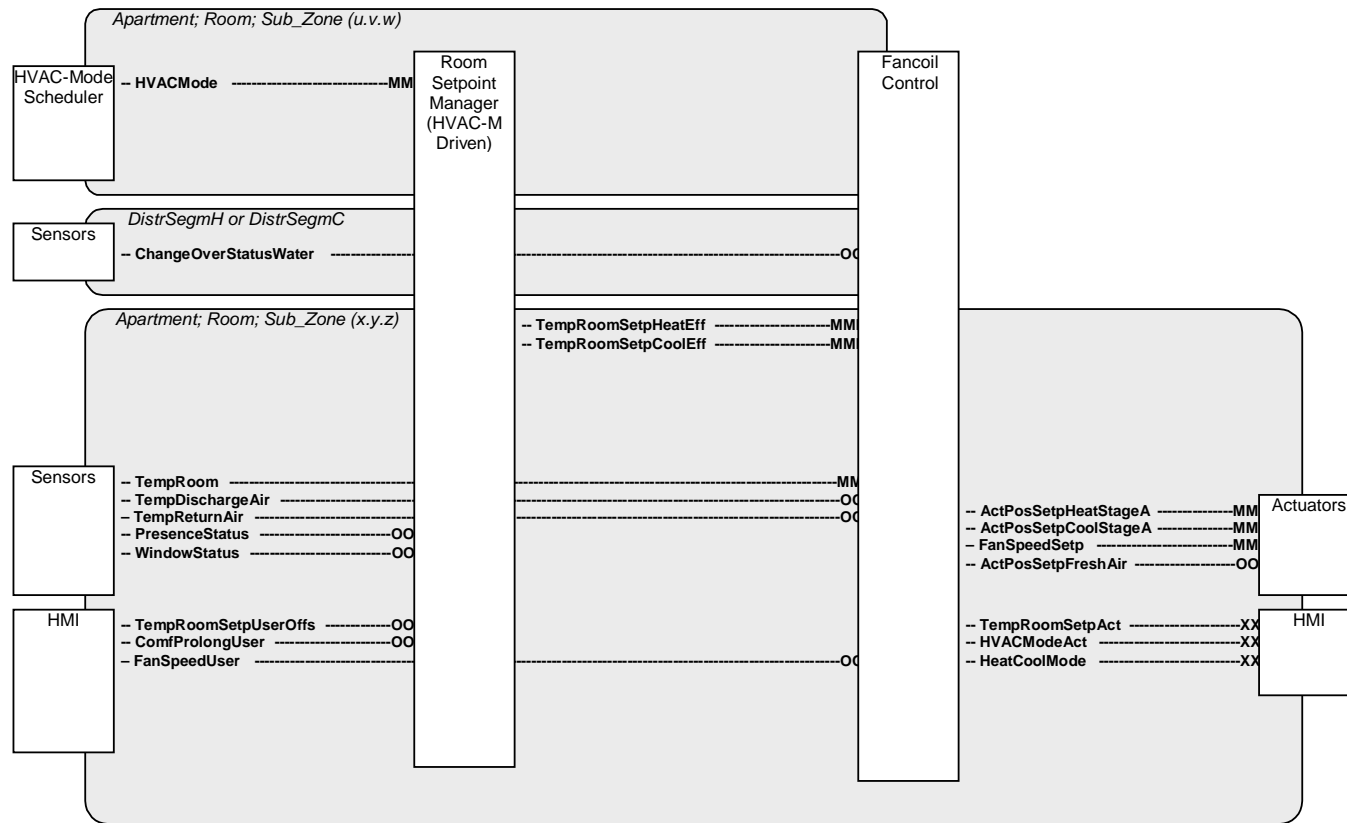 Apartment; Room; Sub_Zone (u.v.w)
HVAC-Mode
Scheduler
-- HVACMode --------------------------------MM
Room
Setpoint
Manager
(HVAC-M
Driven)
Fancoil
Control
DistrSegmH or DistrSegmC
Sensors
-- ChangeOverStatusWater ----------------------OO
Apartment; Room; Sub_Zone (x.y.z)
-- TempRoomSetpHeatEff -----------------------MM
-- TempRoomSetpCoolEff -----------------------MM
Sensors
-- TempRoom ----------------------MM
-- TempDischargeAir ----------------------OO
-- TempReturnAir ----------------------OO
-- PresenceStatus ------------------------OO
-- WindowStatus -----------------------------OO
-- ActPosSetpHeatStageA ---------------MM
-- ActPosSetpCoolStageA ---------------MM
-- FanSpeedSetp ---------------------------MM
-- ActPosSetpFreshAir --------------------OO
Actuators
HMI
-- TempRoomSetpUserOffs -----------OO
-- ComfProlongUser ----------------------OO
-- FanSpeedUser ----------------------OO
-- TempRoomSetpAct ---------------------XX
-- HVACModeAct ----------------------------XX
-- HeatCoolMode ----------------------------XX
HMI